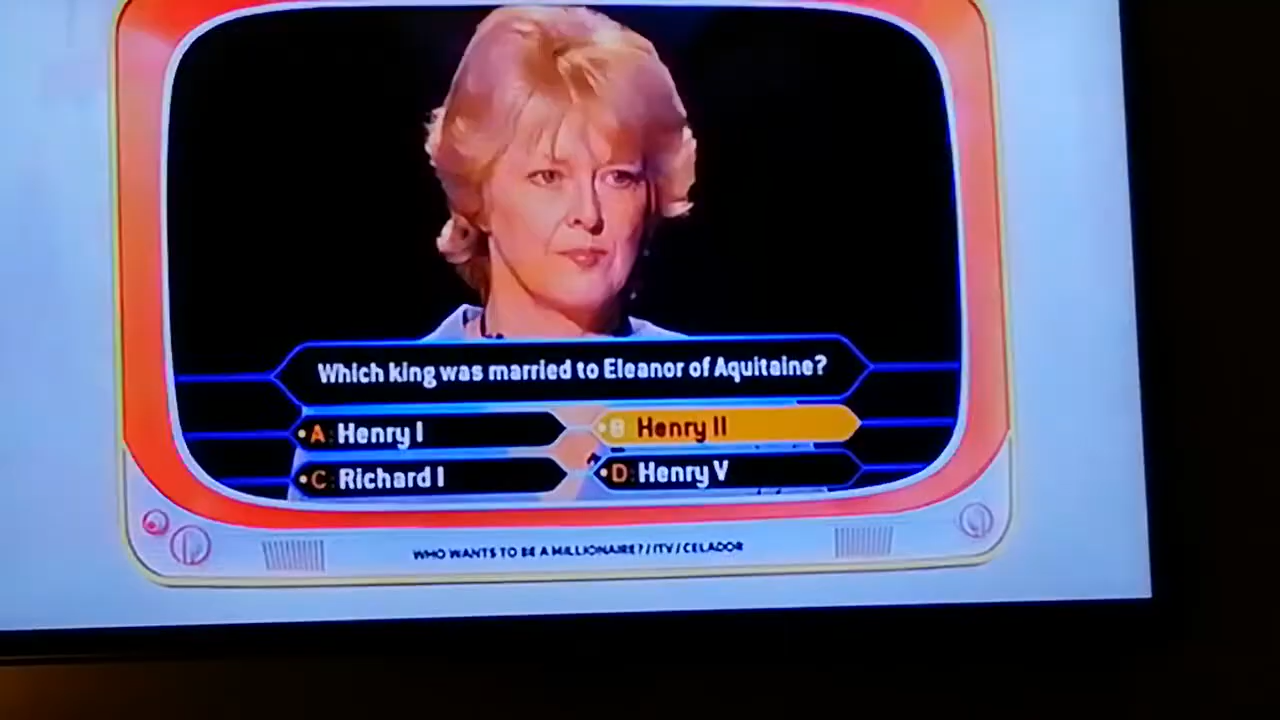 Which king was married to Eleanor of Aquitaine?
A: Henry I
B Henry II
C: Richard I
D: Henry V
WHO WANTS TO BE A MILLIONAIRE? / ITV / CELADOR